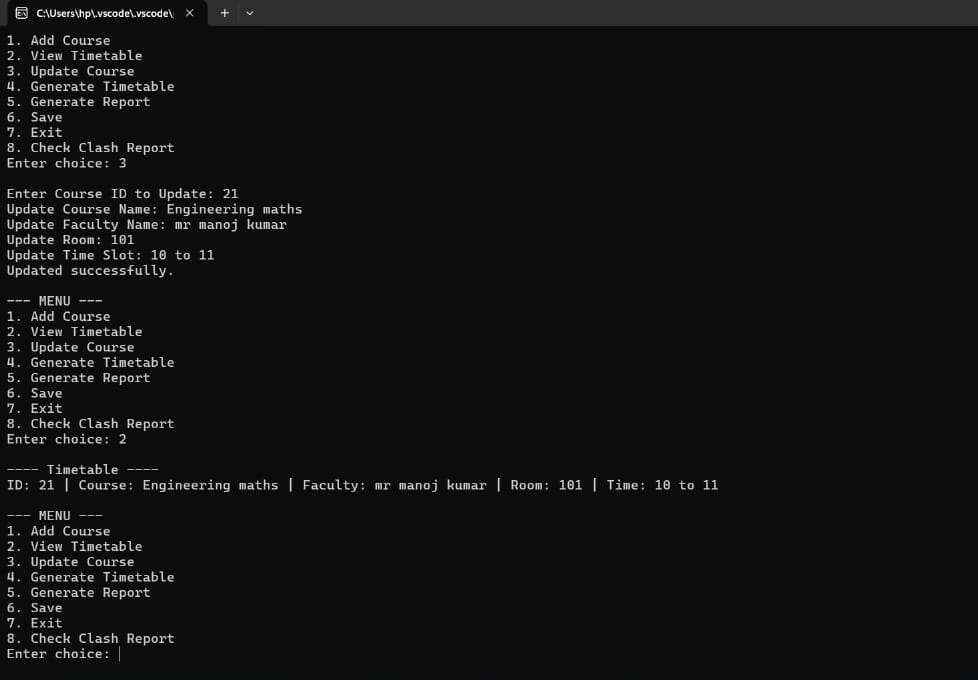 C:\Users\hp\.vscode\.vscode\
1. Add Course
2. View Timetable
3. Update Course
4. Generate Timetable
5. Generate Report
6. Save
7. Exit
8. Check Clash Report
Enter choice: 3
Enter Course ID to Update: 21
Update Course Name: Engineering maths
Update Faculty Name: mr manoj kumar
Update Room: 101
Update Time Slot: 10 to 11
Updated successfully.
--- MENU ---
1. Add Course
2. View Timetable
3. Update Course
4. Generate Timetable
5. Generate Report
6. Save
7. Exit
8. Check Clash Report
Enter choice: 2
---- Timetable ----
ID: 21 | Course: Engineering maths | Faculty: mr manoj kumar | Room: 101 | Time: 10 to 11
--- MENU ---
1. Add Course
2. View Timetable
3. Update Course
4. Generate Timetable
5. Generate Report
6. Save
7. Exit
8. Check Clash Report
Enter choice: